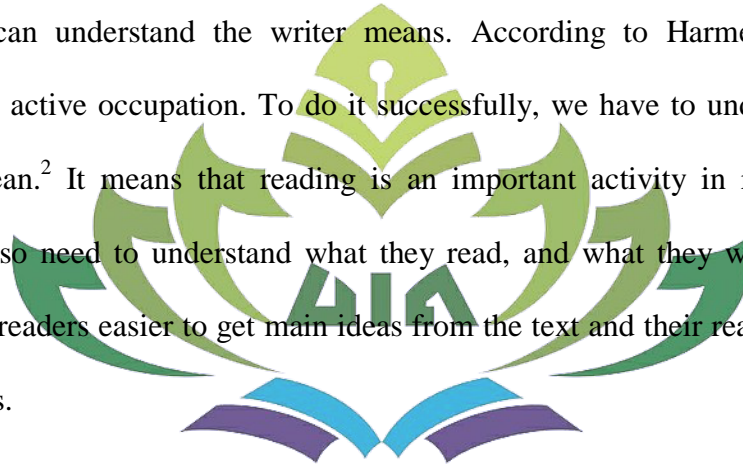 can understand the writer means. According to Harme
active occupation. To do it successfully, we have to und
ean.² It means that reading is an important activity in
so need to understand what they read, and what they w
readers easier to get main ideas from the text and their rea
s.
UIN